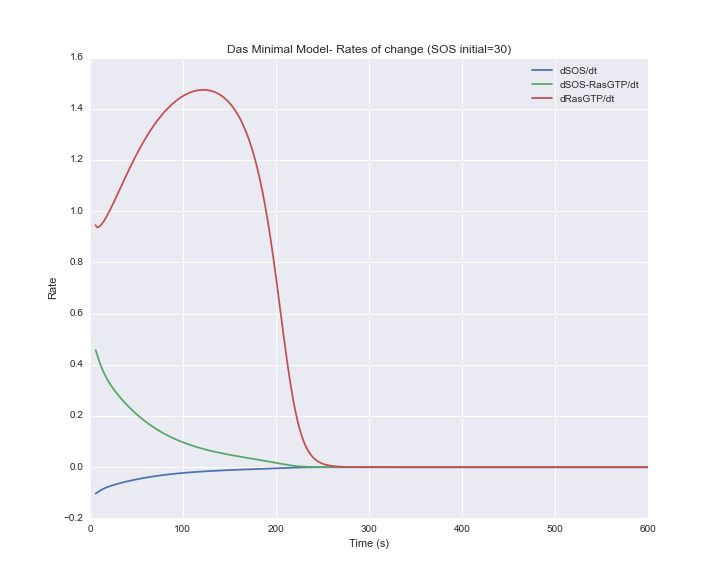 Das Minimal Model- Rates of change (SOS initial=30)
dSOS/dt
dSOS-RasGTP/dt
dRasGTP/dt
1.6
1.4
1.2
1.0
0.8
0.6
0.4
0.2
0.0
−0.2
Rate
0 100 200 300 400 500 600
Time (s)